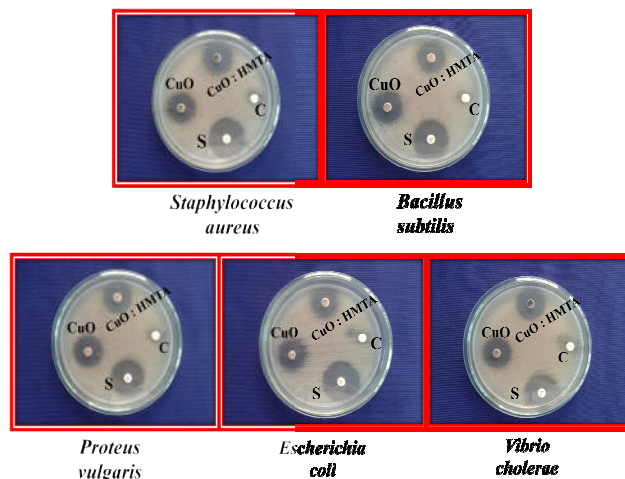 CuO : HMTA
CuO
C
S
CuO : HMTA
CuO
C
S
Staphylococcus
aureus
Bacillus
subtilis
CuO : HMTA
CuO
C
S
CuO : HMTA
CuO
C
S
CuO : HMTA
CuO
C
S
Proteus
vulgaris
Escherichia
coli
Vibrio
cholerae